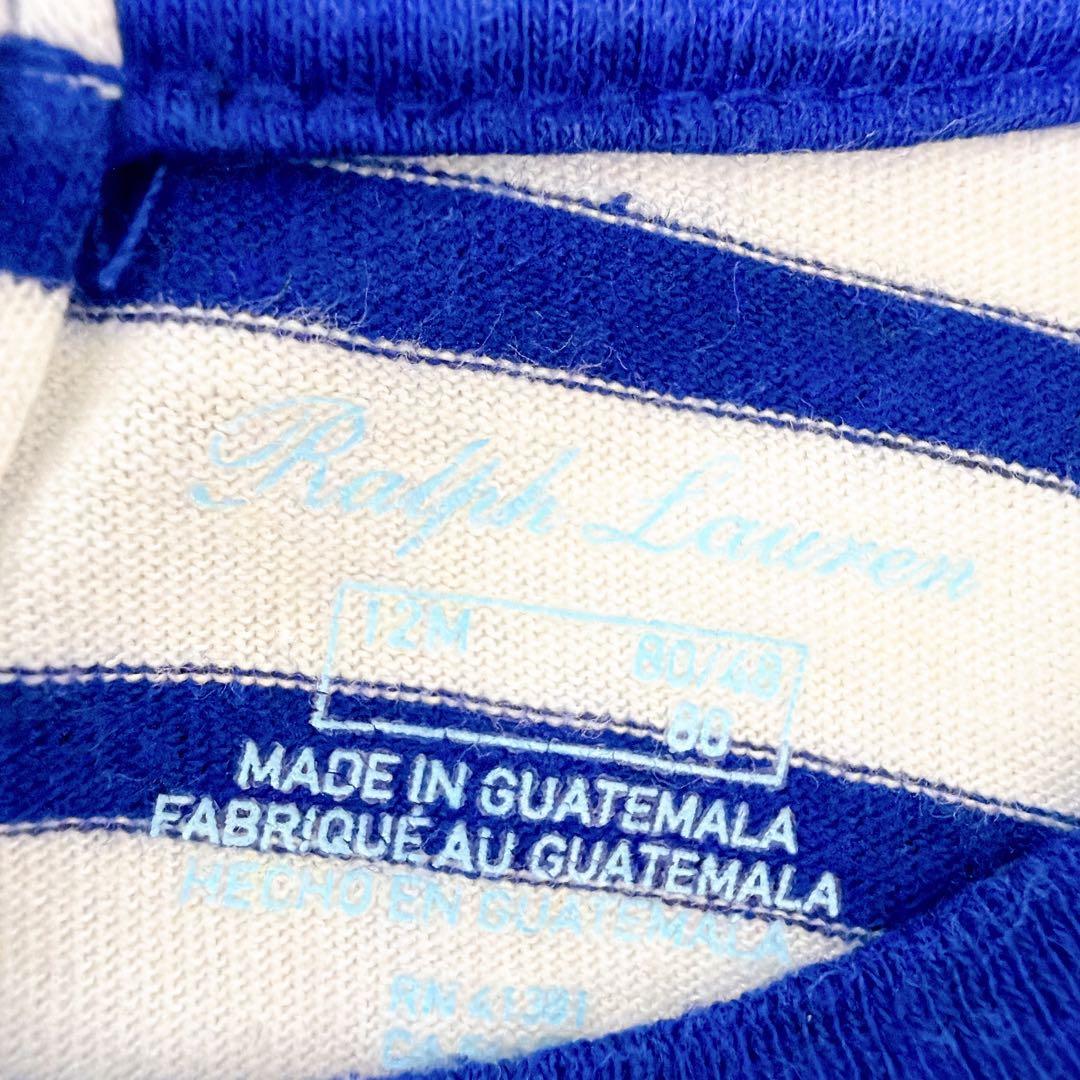 Ralph Lauren
12M 80/48
80
MADE IN GUATEMALA
FABRIQUÉ AU GUATEMALA
HECHO EN GUATEMALA
RN 41381